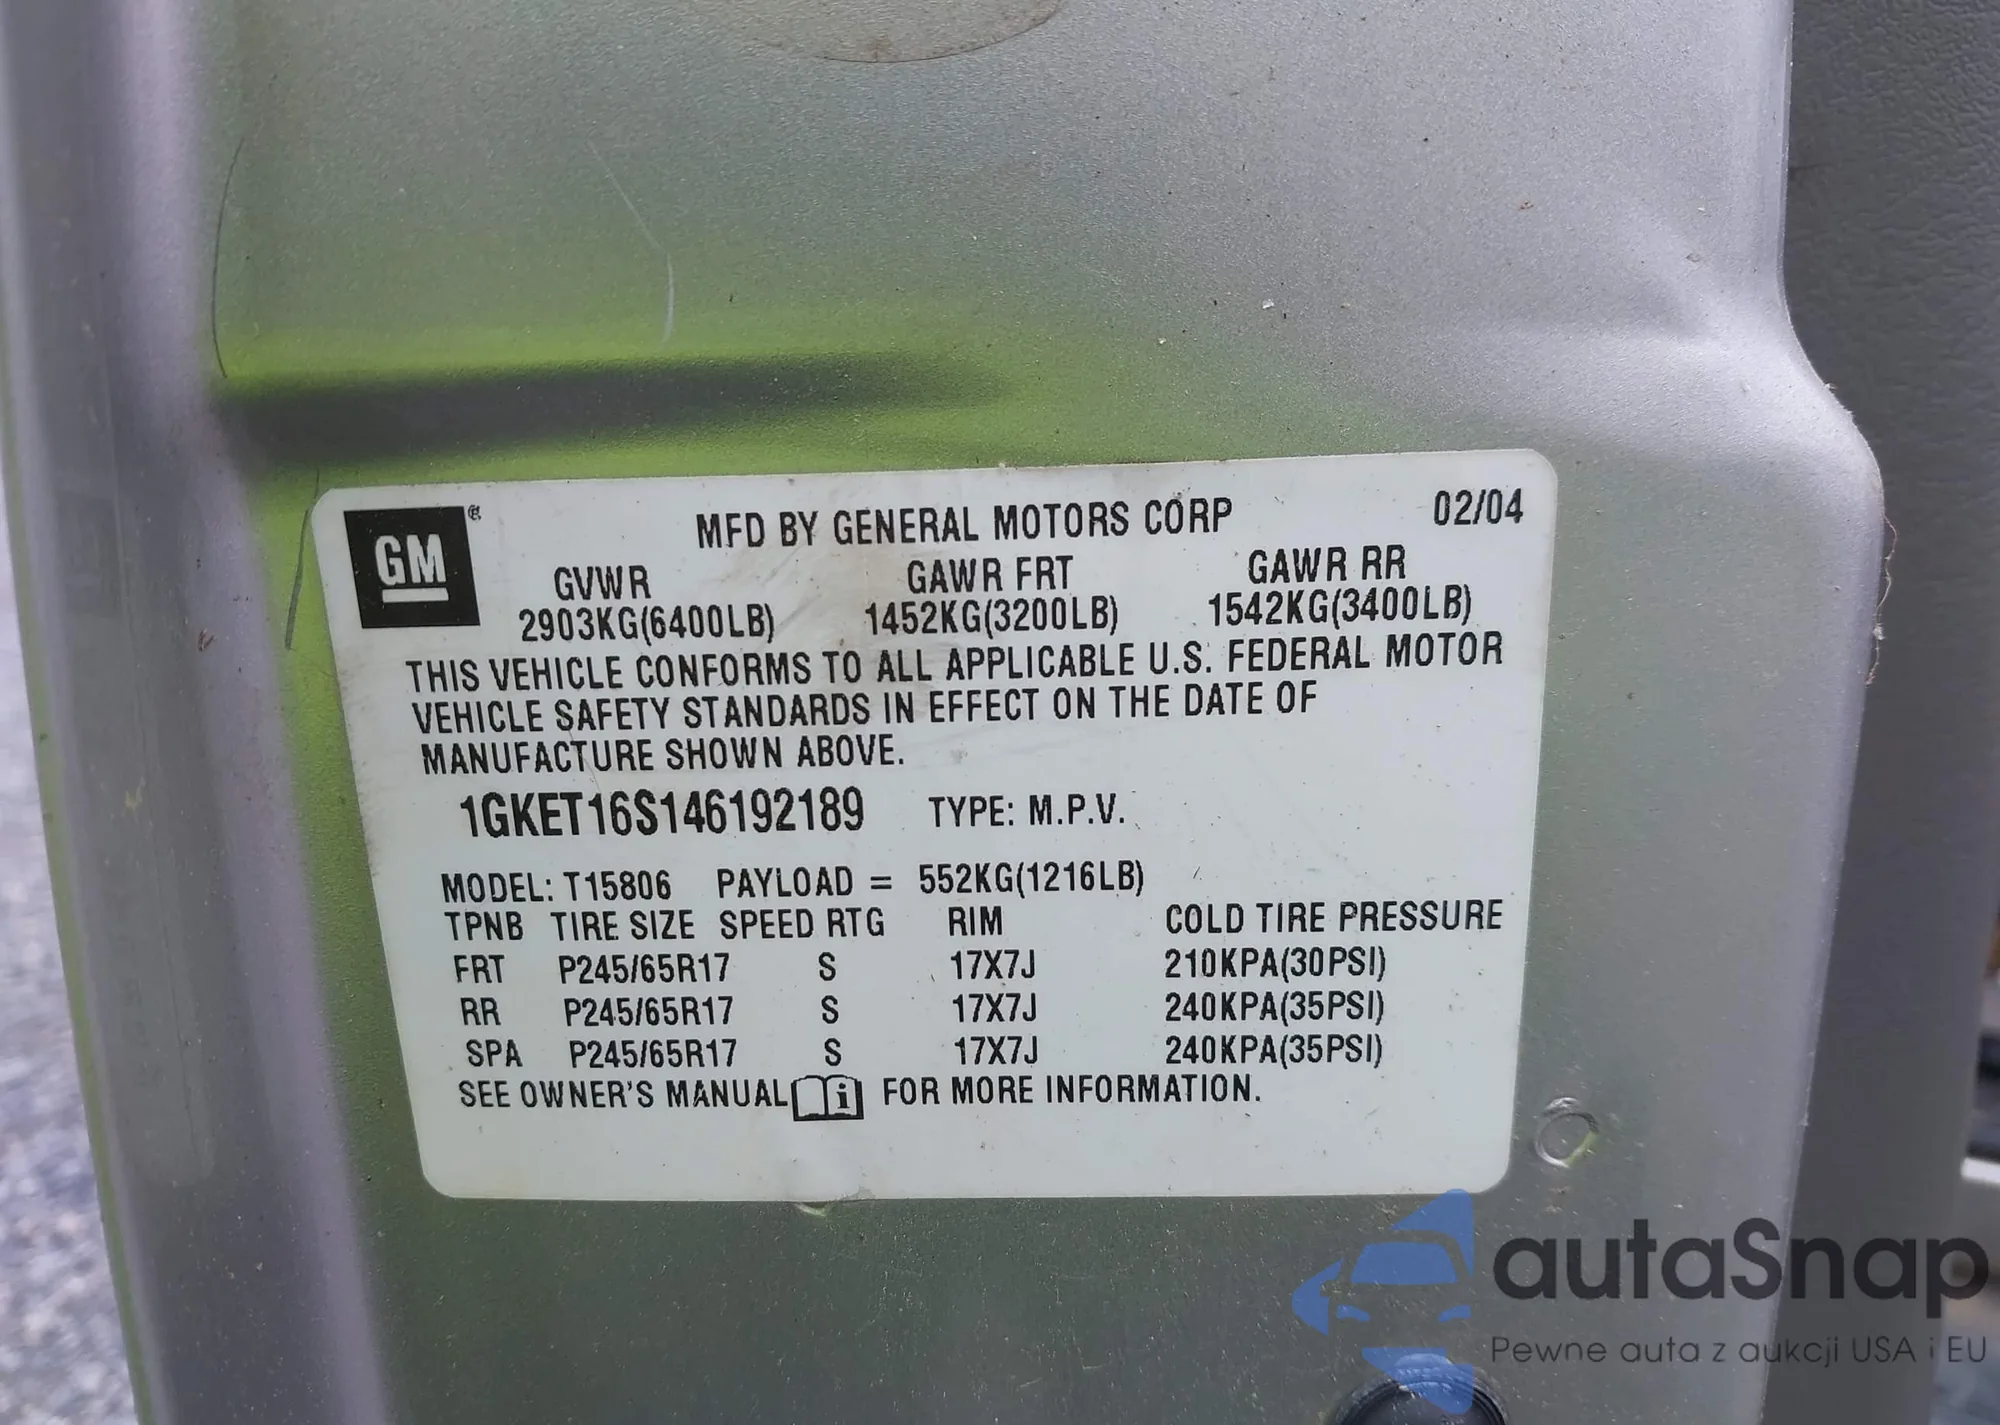 GM
MFD BY GENERAL MOTORS CORP 02/04
GVWR GAWR FRT GAWR RR
2903KG(6400LB) 1452KG(3200LB) 1542KG(3400LB)
THIS VEHICLE CONFORMS TO ALL APPLICABLE U.S. FEDERAL MOTOR
VEHICLE SAFETY STANDARDS IN EFFECT ON THE DATE OF
MANUFACTURE SHOWN ABOVE.
1GKET16S146192189 TYPE: M.P.V.
MODEL: T15806 PAYLOAD = 552KG(1216LB)
TPNB TIRE SIZE SPEED RTG RIM COLD TIRE PRESSURE
FRT P245/65R17 S 17X7J 210KPA(30PSI)
RR P245/65R17 S 17X7J 240KPA(35PSI)
SPA P245/65R17 S 17X7J 240KPA(35PSI)
SEE OWNER'S MANUAL i FOR MORE INFORMATION.
autaSnap
Pewne auta z aukcji USA i EU